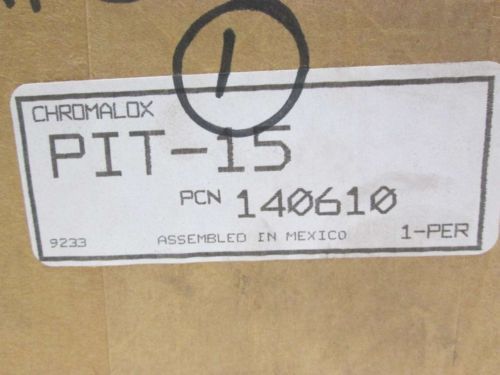 1
CHROMALOX
PIT-15
PCN 140610
9233 ASSEMBLED IN MEXICO 1-PER